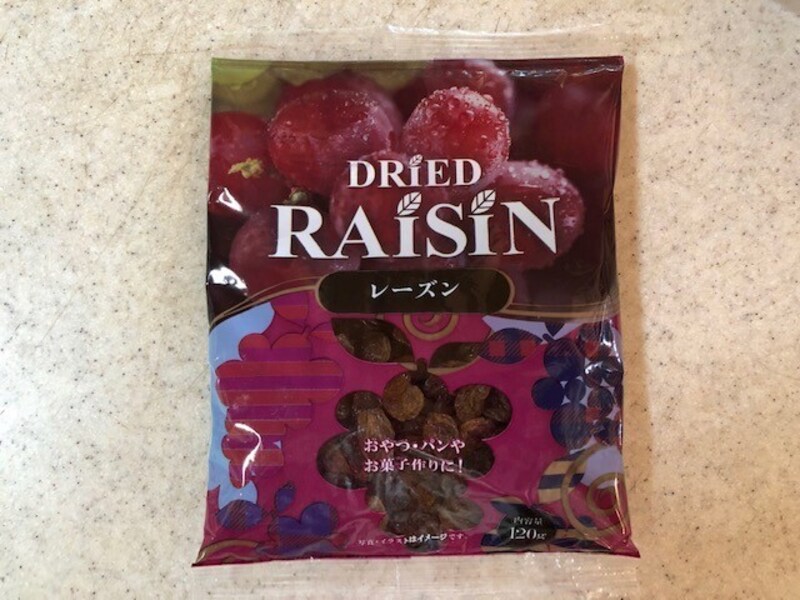 DRiED
RAiSiN
レーズン
おやつ・パンや
お菓子作りに！
写真・イラストはイメージです。
内容量
120g